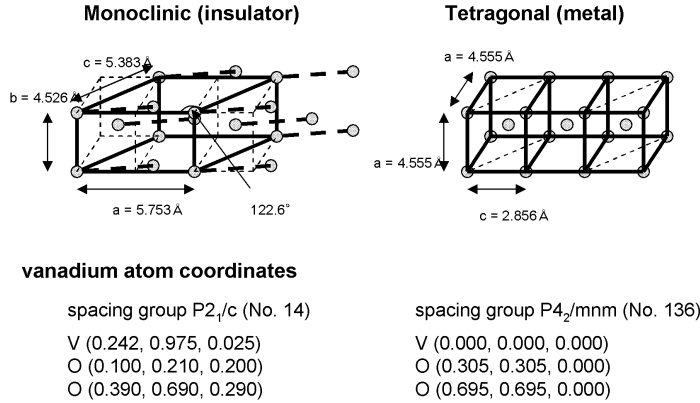 Monoclinic (insulator)
Tetragonal (metal)
c = 5.383 Å
b = 4.526 Å
a = 5.753 Å
122.6°
a = 4.555 Å
a = 4.555 Å
c = 2.856 Å
vanadium atom coordinates
spacing group P2₁/c (No. 14)
V (0.242, 0.975, 0.025)
O (0.100, 0.210, 0.200)
O (0.390, 0.690, 0.290)
spacing group P4₂/mnm (No. 136)
V (0.000, 0.000, 0.000)
O (0.305, 0.305, 0.000)
O (0.695, 0.695, 0.000)